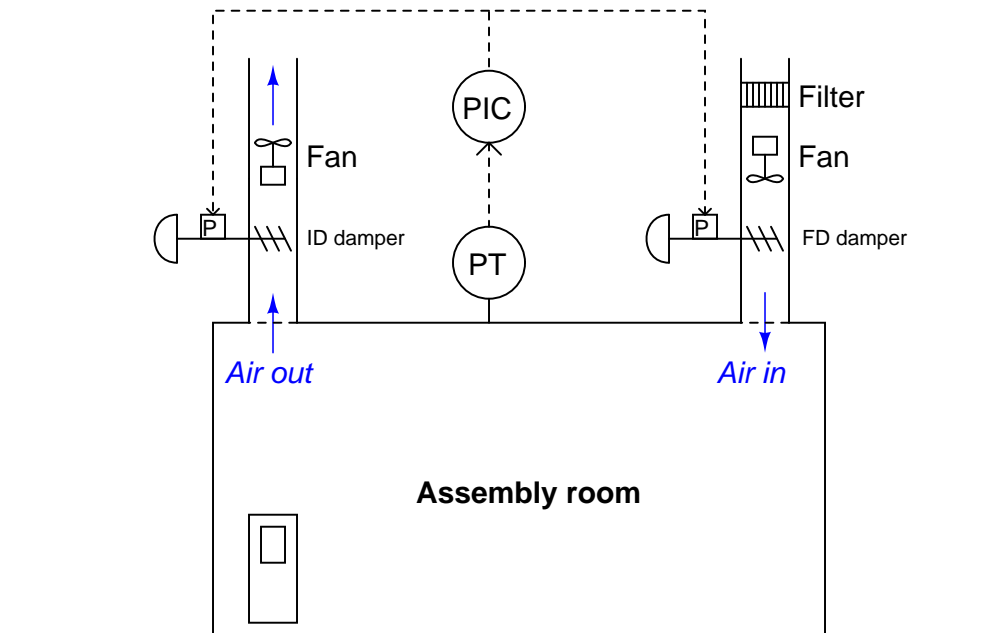 PIC
Filter
Fan
Fan
P
ID damper
P
FD damper
PT
Air out
Air in
Assembly room